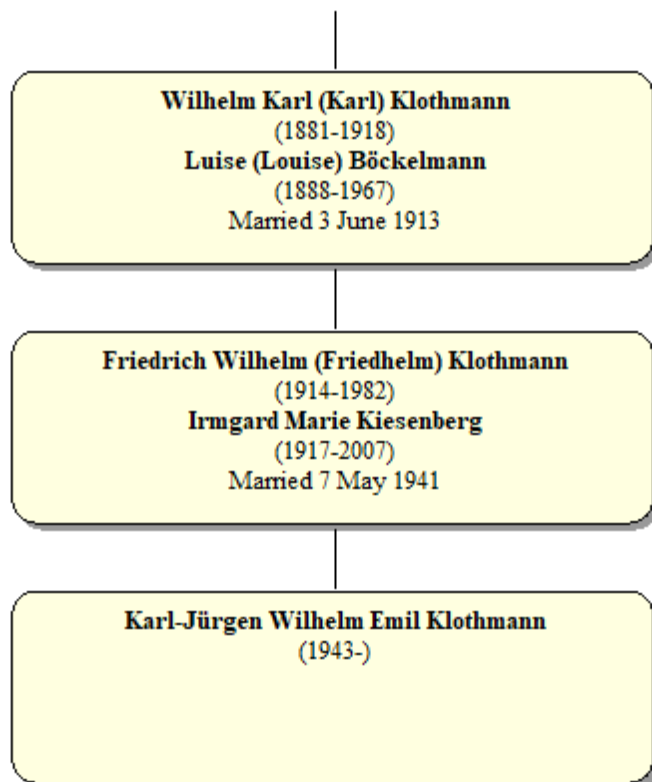 Wilhelm Karl (Karl) Klothmann
(1881-1918)
Luise (Louise) Böckelmann
(1888-1967)
Married 3 June 1913
Friedrich Wilhelm (Friedhelm) Klothmann
(1914-1982)
Irmgard Marie Kiesenberg
(1917-2007)
Married 7 May 1941
Karl-Jürgen Wilhelm Emil Klothmann
(1943-)